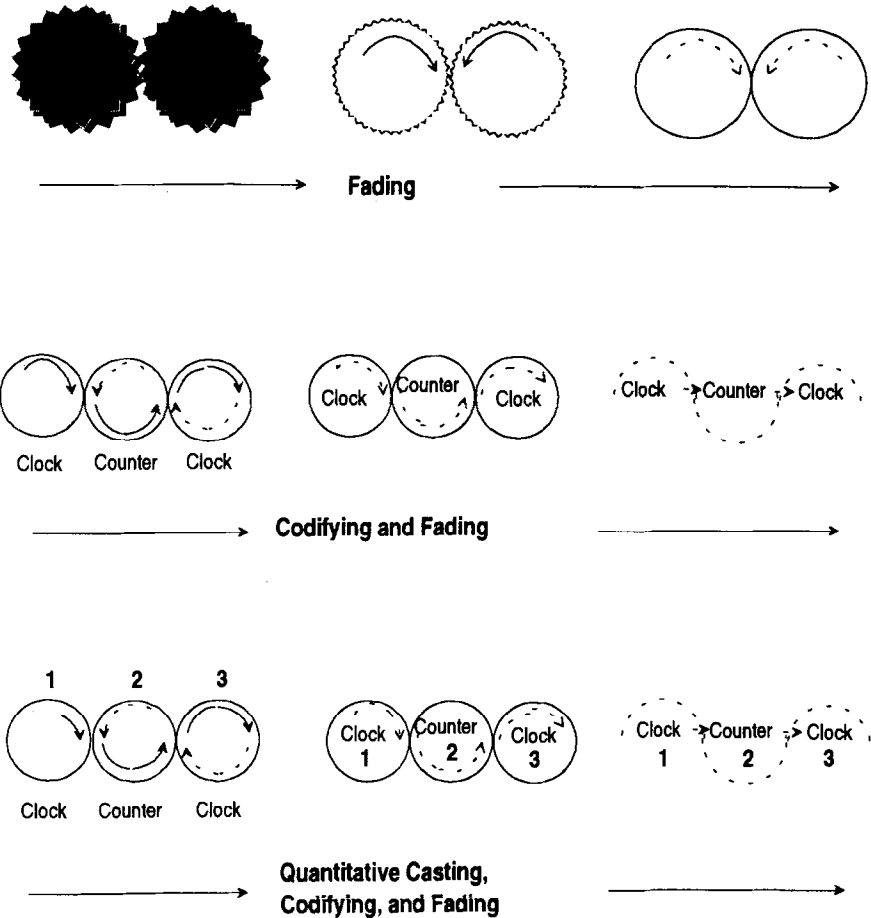 Fading
Clock Counter Clock
Clock Counter Clock
Clock Counter Clock
Codifying and Fading
1 2 3
Clock Counter Clock
1 2 3
Clock Counter Clock
1 2 3
Clock Counter Clock
Quantitative Casting,
Codifying, and Fading